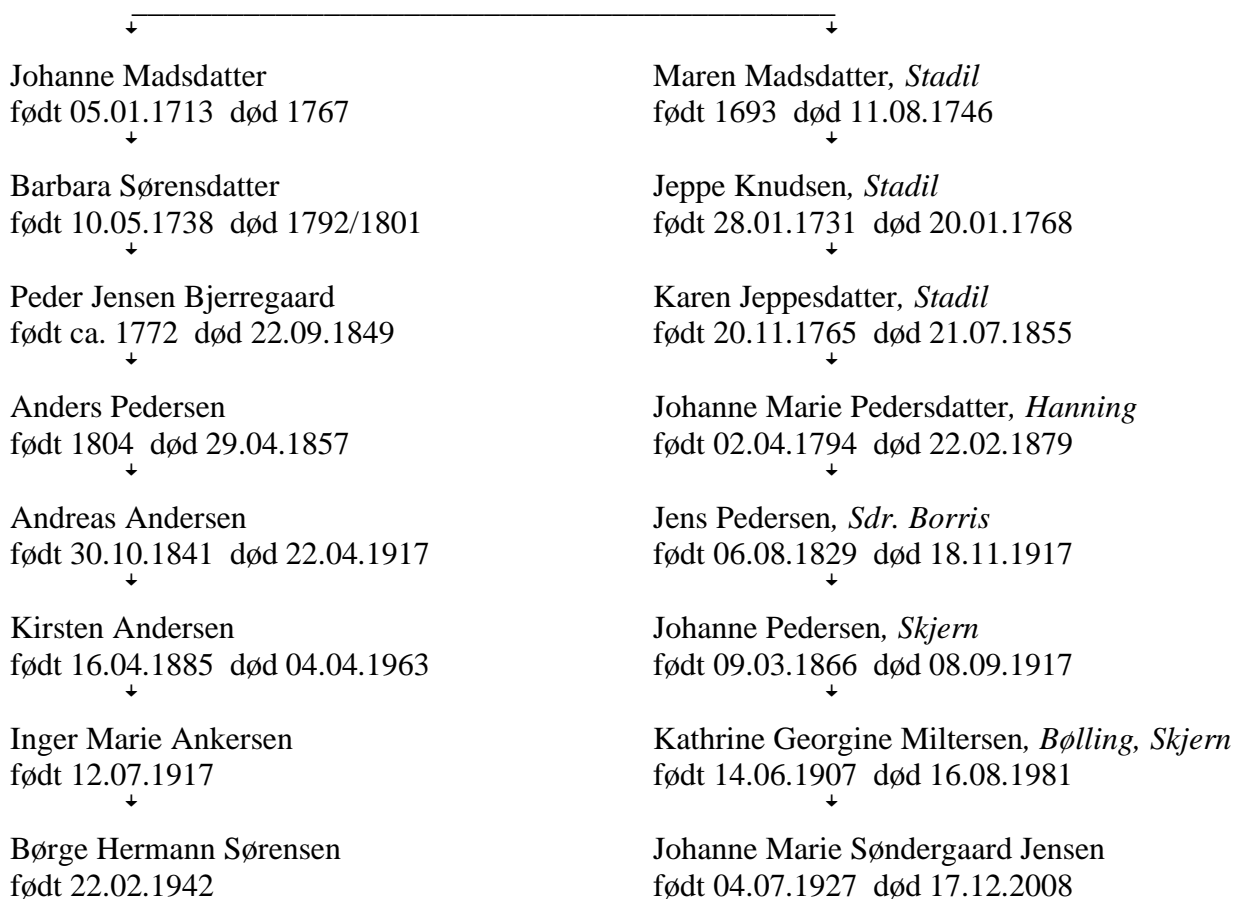 Johanne Madsdatter
født 05.01.1713 død 1767
Barbara Sørensdatter
født 10.05.1738 død 1792/1801
Peder Jensen Bjerregaard
født ca. 1772 død 22.09.1849
Anders Pedersen
født 1804 død 29.04.1857
Andreas Andersen
født 30.10.1841 død 22.04.1917
Kirsten Andersen
født 16.04.1885 død 04.04.1963
Inger Marie Ankersen
født 12.07.1917
Børge Hermann Sørensen
født 22.02.1942
Maren Madsdatter, Stadil
født 1693 død 11.08.1746
Jeppe Knudsen, Stadil
født 28.01.1731 død 20.01.1768
Karen Jeppesdatter, Stadil
født 20.11.1765 død 21.07.1855
Johanne Marie Pedersdatter, Hanning
født 02.04.1794 død 22.02.1879
Jens Pedersen, Sdr. Borris
født 06.08.1829 død 18.11.1917
Johanne Pedersen, Skjern
født 09.03.1866 død 08.09.1917
Kathrine Georgine Miltersen, Bølling, Skjern
født 14.06.1907 død 16.08.1981
Johanne Marie Søndergaard Jensen
født 04.07.1927 død 17.12.2008